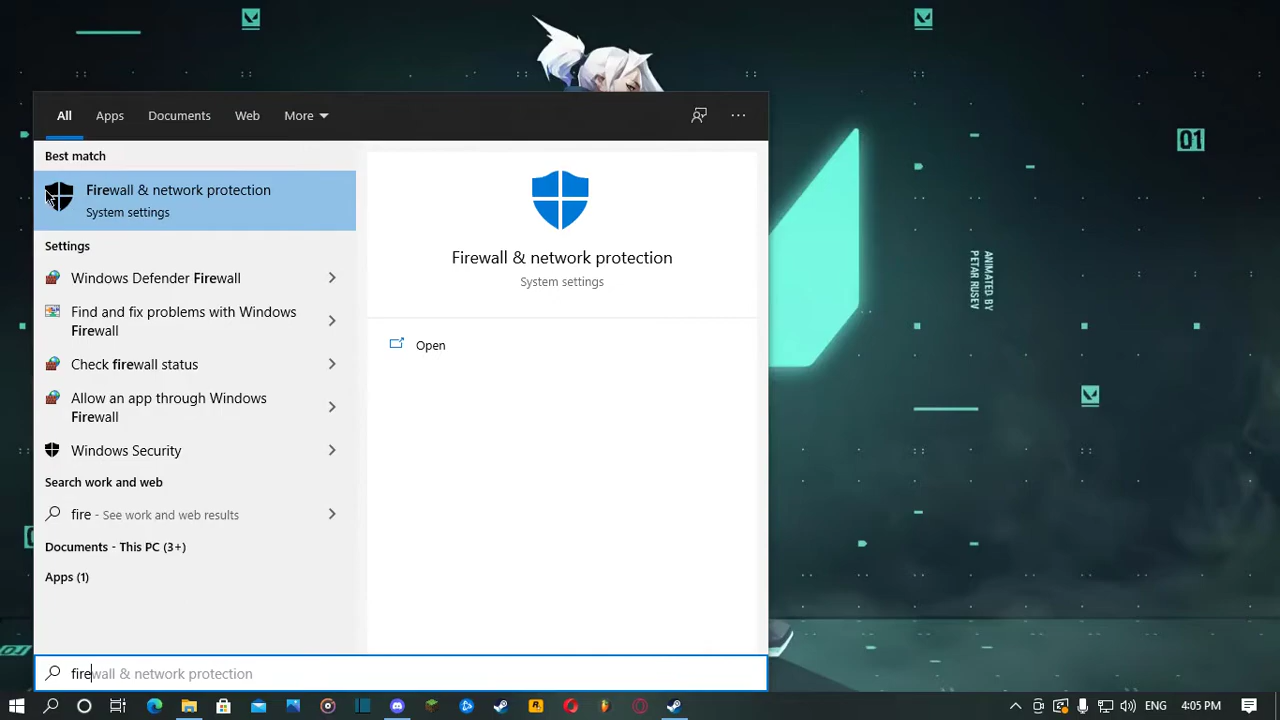 All
Apps
Documents
Web
More
Best match
Firewall & network protection
System settings
Settings
Windows Defender Firewall
Find and fix problems with Windows
Firewall
Check firewall status
Allow an app through Windows
Firewall
Windows Security
Search work and web
fire - See work and web results
Documents - This PC (3+)
Apps (1)
firewall & network protection
Firewall & network protection
System settings
Open
01
ANIMATED BY
PETAR RUSEV
ENG
4:05 PM